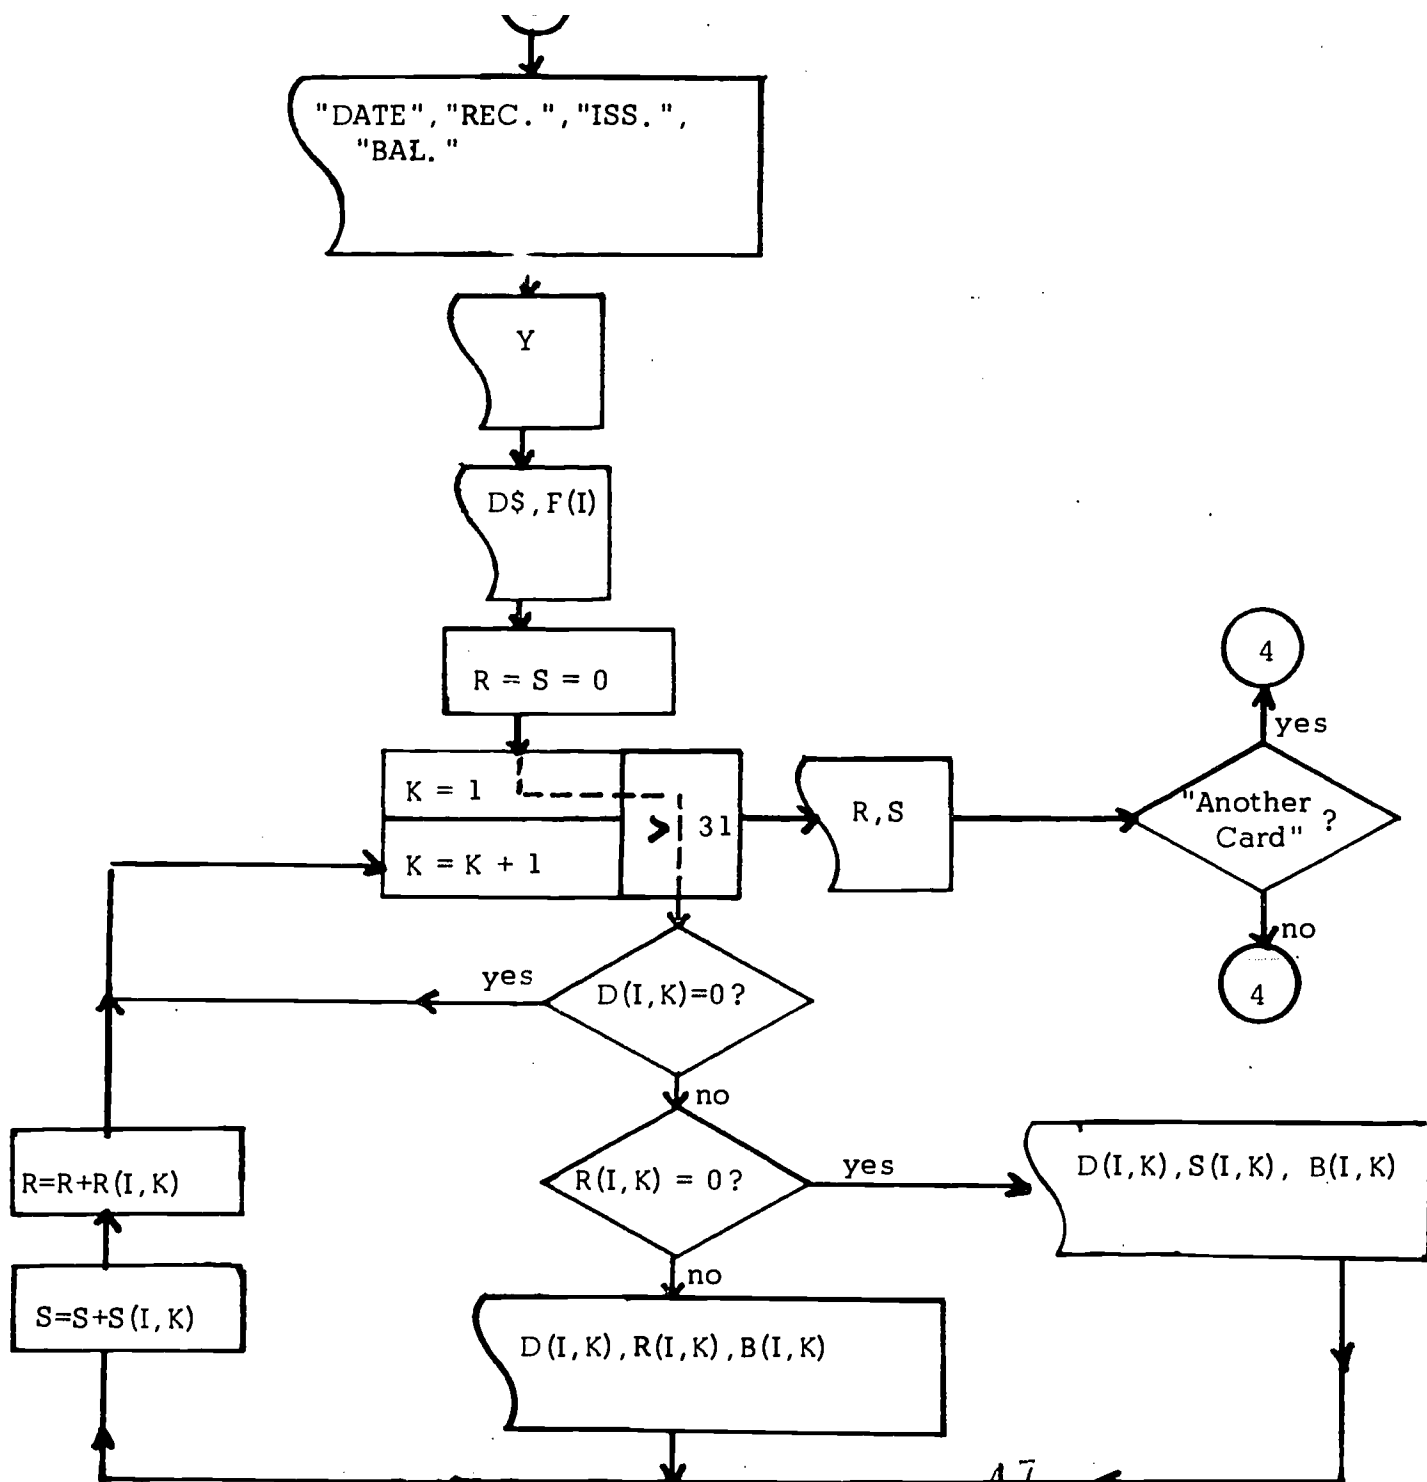 "DATE", "REC.", "ISS.",
"BAL."
Y
D$, F(I)
R = S = 0
K = 1
K = K + 1
> 31
R,S
"Another
Card" ?
yes
4
no
4
D(I,K)=0?
yes
no
R(I,K) = 0?
yes
D(I,K), S(I,K), B(I,K)
no
D(I,K), R(I,K), B(I,K)
R=R+R(I,K)
S=S+S(I,K)